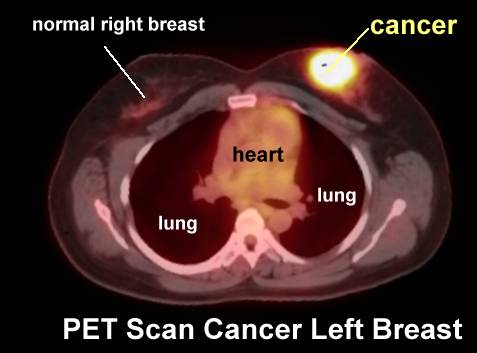 normal right breast
cancer
heart
lung
lung
PET Scan Cancer Left Breast